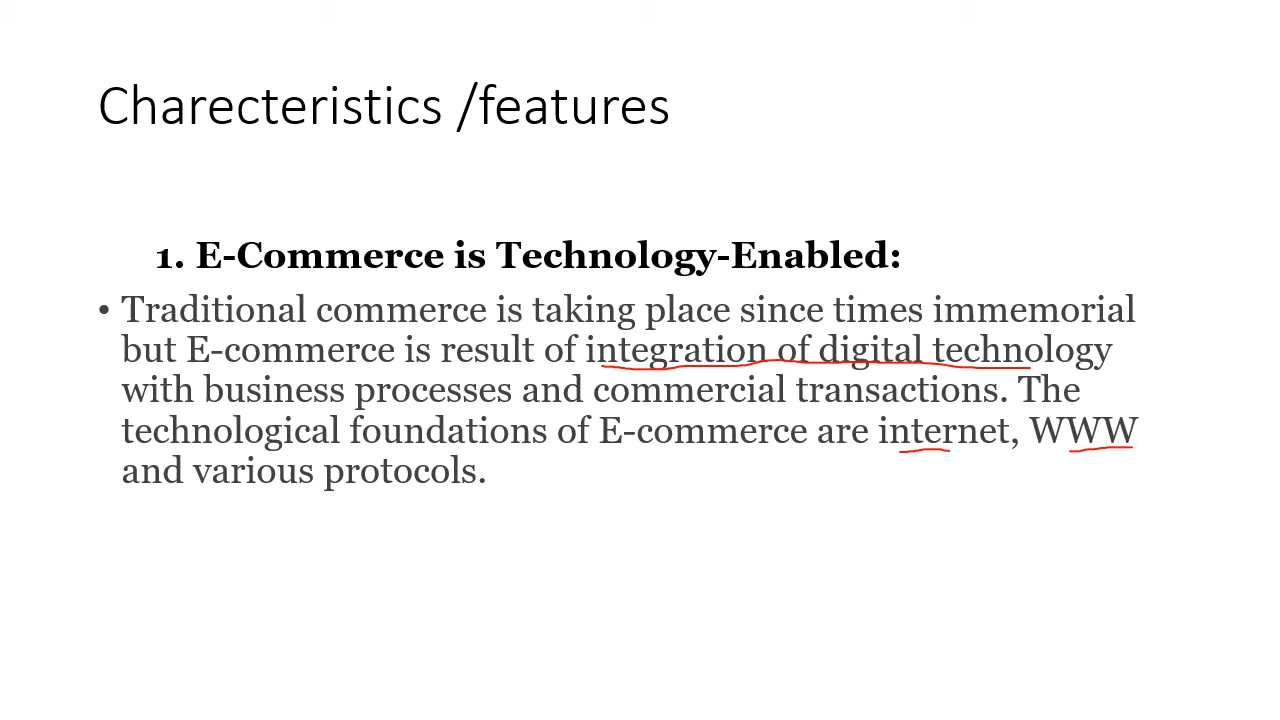 Charecteristics /features
1. E-Commerce is Technology-Enabled:
• Traditional commerce is taking place since times immemorial
but E-commerce is result of integration of digital technology
with business processes and commercial transactions. The
technological foundations of E-commerce are internet, WWW
and various protocols.